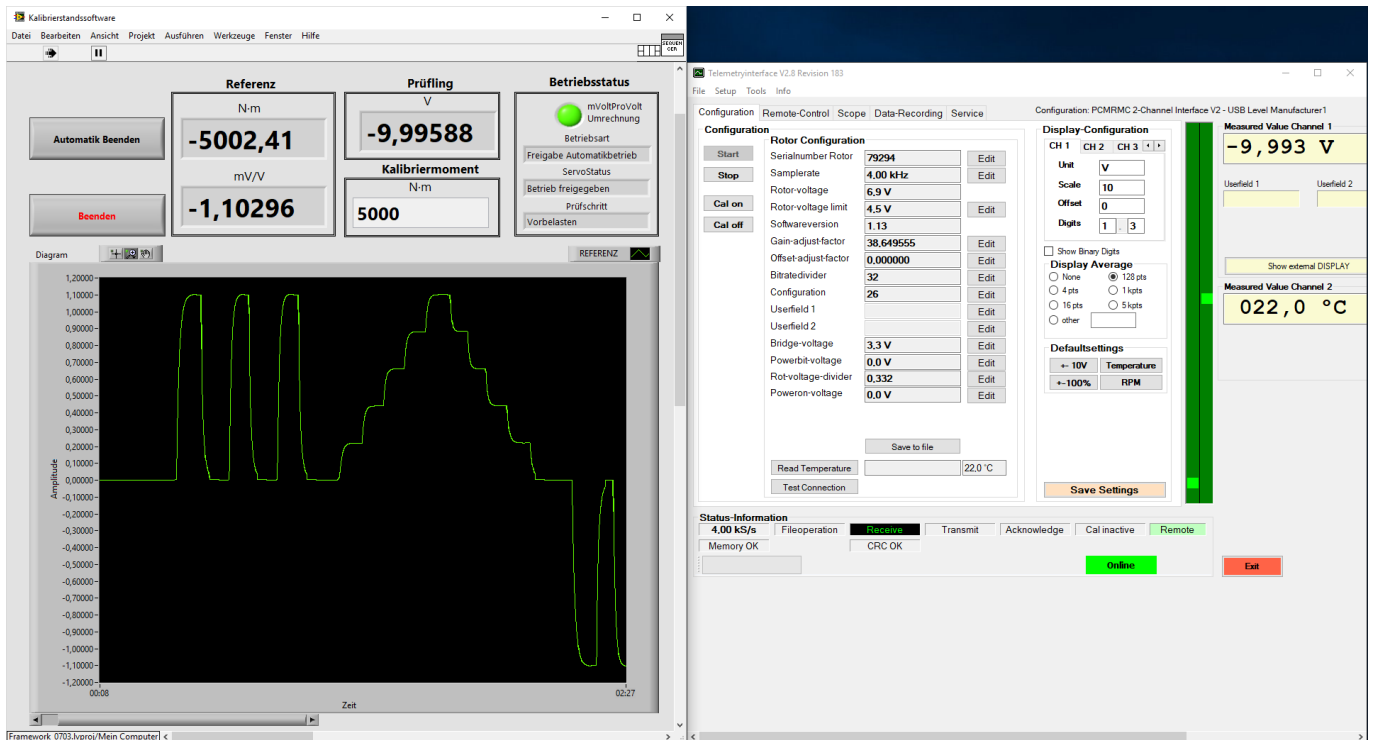 Kalibrierstandssoftware
Datei Bearbeiten Ansicht Projekt Ausführen Werkzeuge Fenster Hilfe
SEQUEN
CER
Automatik Beenden
Beenden
Referenz
N·m
-5002,41
mV/V
-1,10296
Prüfling
V
-9,99588
Kalibriermoment
N·m
5000
Betriebsstatus
mVoltProVolt
Umrechnung
Betriebsart
Freigabe Automatikbetrieb
ServoStatus
Betrieb freigegeben
Prüfschritt
Vorbelasten
Diagram
REFERENZ
Amplitude
1,20000
1,10000
1,00000
0,90000
0,80000
0,70000
0,60000
0,50000
0,40000
0,30000
0,20000
0,10000
0,00000
-0,10000
-0,20000
-0,30000
-0,40000
-0,50000
-0,60000
-0,70000
-0,80000
-0,90000
-1,00000
-1,10000
-1,20000
00:08 02:27
Zeit
Framework 0703.lvproj/Mein Computer
Telemetryinterface V2.8 Revision 183
File Setup Tools Info
Configuration Remote-Control Scope Data-Recording Service
Configuration: PCMRMC 2-Channel Interface V2 - USB Level Manufacturer1
Configuration
Start
Stop
Cal on
Cal off
Rotor Configuration
Serialnumber Rotor 79294 Edit
Samplerate 4,00 kHz Edit
Rotor-voltage 6,9 V
Rotor-voltage limit 4,5 V Edit
Softwareversion 1.13
Gain-adjust-factor 38,649555 Edit
Offset-adjust-factor 0,000000 Edit
Bitratedivider 32 Edit
Configuration 26 Edit
Userfield 1 Edit
Userfield 2 Edit
Bridge-voltage 3,3 V Edit
Powerbit-voltage 0,0 V Edit
Rot-voltage-divider 0,332 Edit
Poweron-voltage 0,0 V Edit
Save to file
Read Temperature 22,0 °C
Test Connection
Display-Configuration
CH 1 CH 2 CH 3
Unit V
Scale 10
Offset 0
Digits 1 . 3
Show Binary Digits
Display Average
None 128 pts
4 pts 1 kpts
16 pts 5 kpts
other
Defaultsettings
+- 10V Temperature
+-100% RPM
Save Settings
Measured Value Channel 1
-9,993 V
Userfield 1 Userfield 2
Show external DISPLAY
Measured Value Channel 2
022,0 °C
Status-Information
4,00 kS/s Fileoperation Receive Transmit Acknowledge Cal inactive Remote
Memory OK CRC OK
Online
Exit